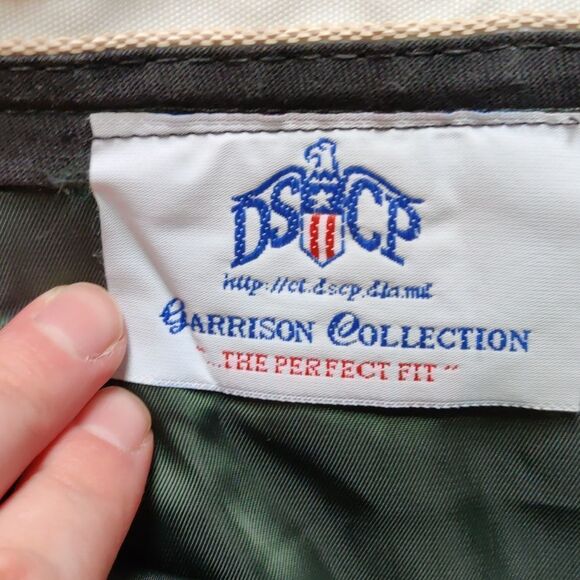 DSCP
http://ct.dscp.dla.mil
GARRISON COLLECTION
"...THE PERFECT FIT"